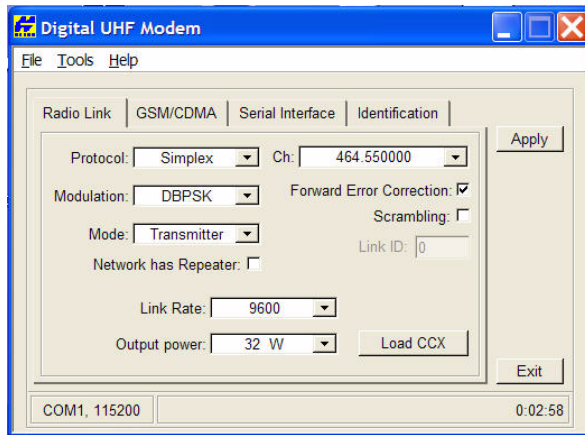 Digital UHF Modem
File Tools Help
Radio Link GSM/CDMA Serial Interface Identification
Apply
Protocol: Simplex Ch: 464.550000
Modulation: DBPSK Forward Error Correction:
Scrambling:
Mode: Transmitter Link ID: 0
Network has Repeater:
Link Rate: 9600
Output power: 32 W Load CCX
Exit
COM1, 115200 0:02:58